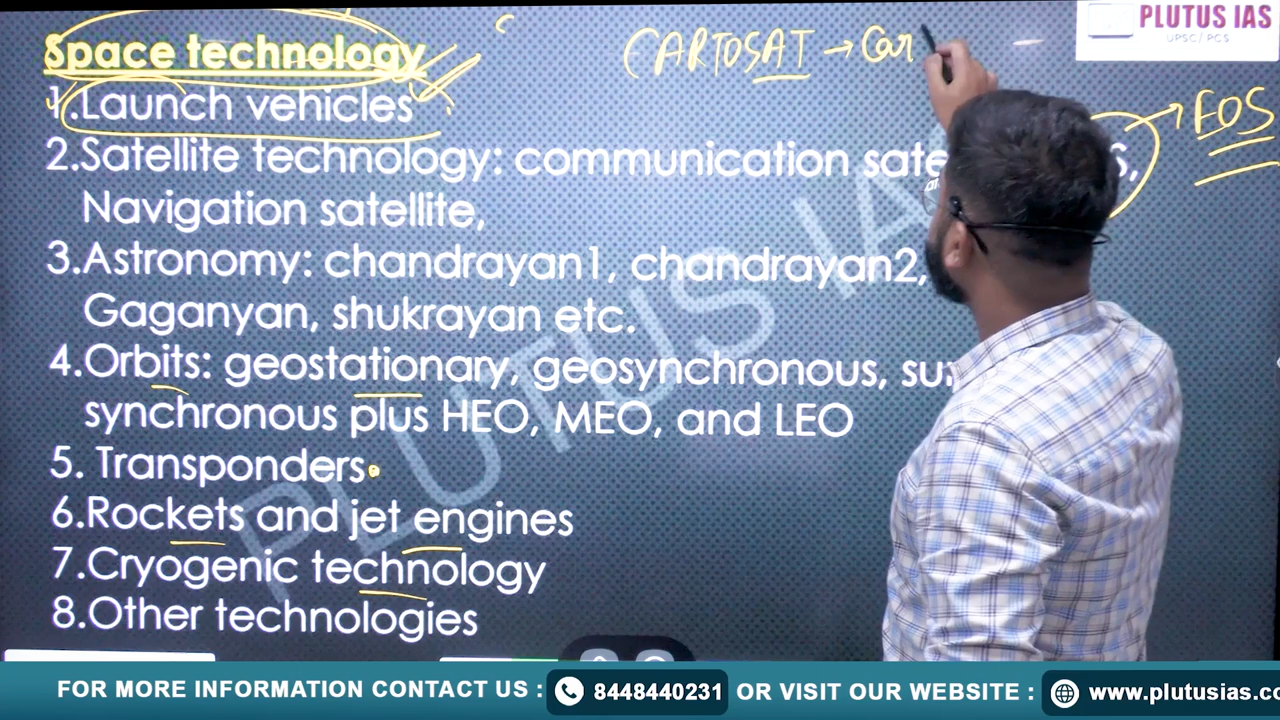 PLUTUS IAS
UPSC/ PCS
CARTOSAT → Car
EOS
Space technology
1.Launch vehicles
2.Satellite technology: communication sate
Navigation satellite,
3.Astronomy: chandrayan1, chandrayan2,
Gaganyan, shukrayan etc.
4.Orbits: geostationary, geosynchronous, sun
synchronous plus HEO, MEO, and LEO
5. Transponders
6.Rockets and jet engines
7.Cryogenic technology
8.Other technologies
PLUTUS IA
FOR MORE INFORMATION CONTACT US : 8448440231 OR VISIT OUR WEBSITE : www.plutusias.co